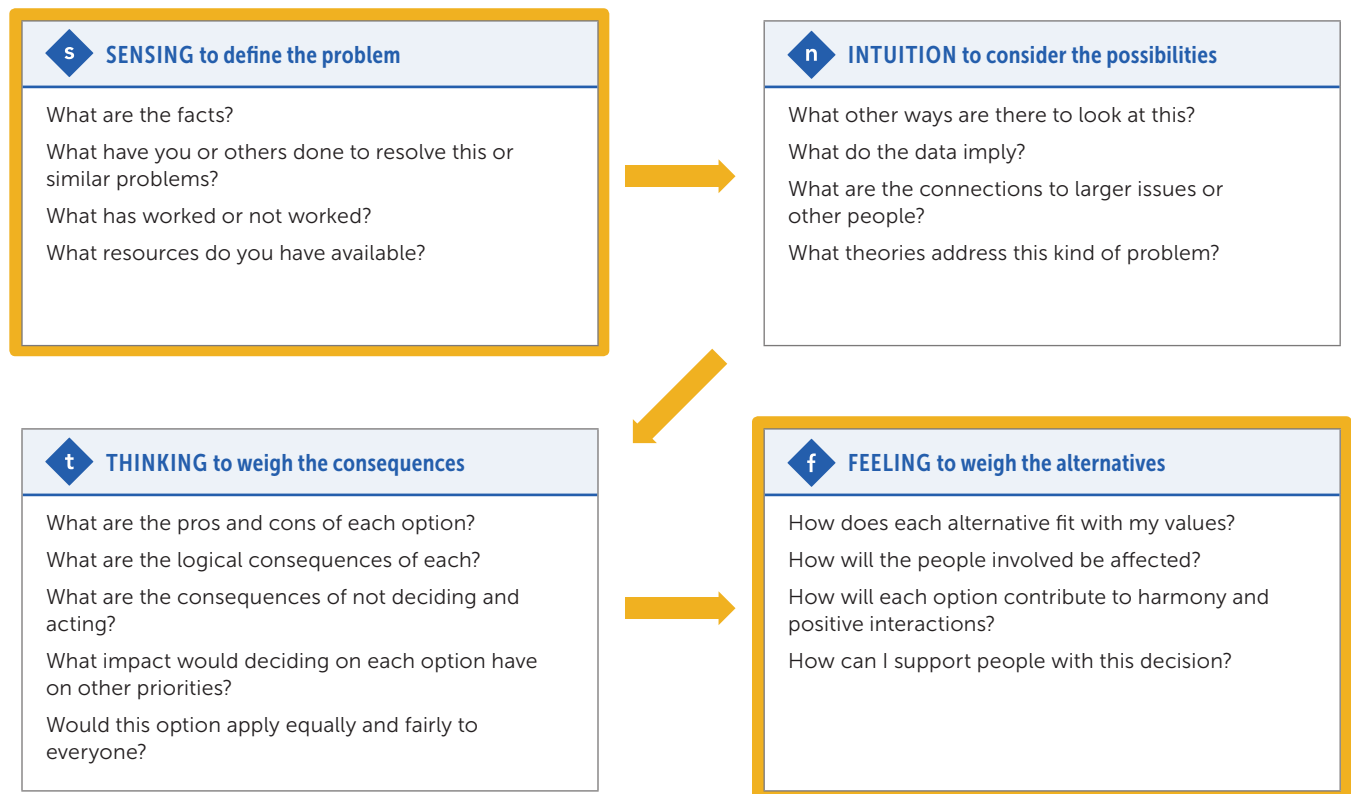 s SENSING to define the problem
What are the facts?
What have you or others done to resolve this or
similar problems?
What has worked or not worked?
What resources do you have available?
n INTUITION to consider the possibilities
What other ways are there to look at this?
What do the data imply?
What are the connections to larger issues or
other people?
What theories address this kind of problem?
t THINKING to weigh the consequences
What are the pros and cons of each option?
What are the logical consequences of each?
What are the consequences of not deciding and
acting?
What impact would deciding on each option have
on other priorities?
Would this option apply equally and fairly to
everyone?
f FEELING to weigh the alternatives
How does each alternative fit with my values?
How will the people involved be affected?
How will each option contribute to harmony and
positive interactions?
How can I support people with this decision?